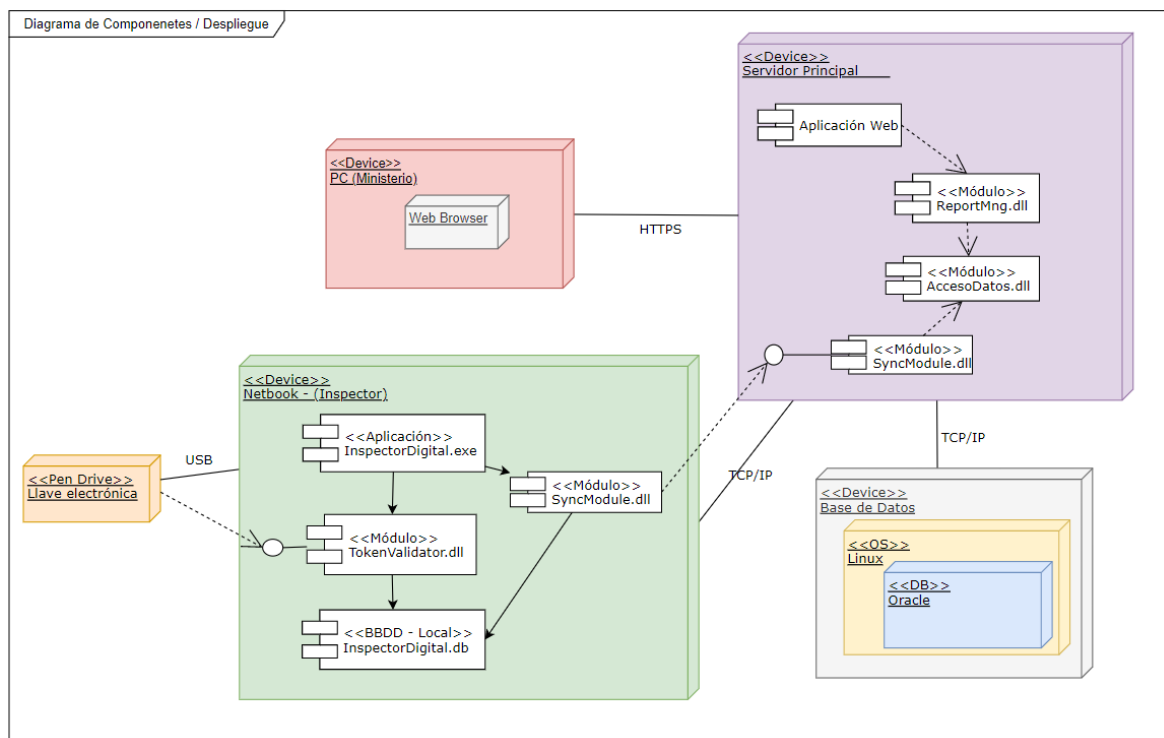 Diagrama de Componenetes / Despliegue
<<Device>>
Servidor Principal
Aplicación Web
<<Módulo>>
ReportMng.dll
<<Módulo>>
AccesoDatos.dll
<<Módulo>>
SyncModule.dll
<<Device>>
PC (Ministerio)
Web Browser
HTTPS
<<Device>>
Netbook - (Inspector)
<<Aplicación>>
InspectorDigital.exe
<<Módulo>>
SyncModule.dll
<<Módulo>>
TokenValidator.dll
<<BBDD - Local>>
InspectorDigital.db
USB
<<Pen Drive>>
Llave electrónica
TCP/IP
TCP/IP
<<Device>>
Base de Datos
<<OS>>
Linux
<<DB>>
Oracle